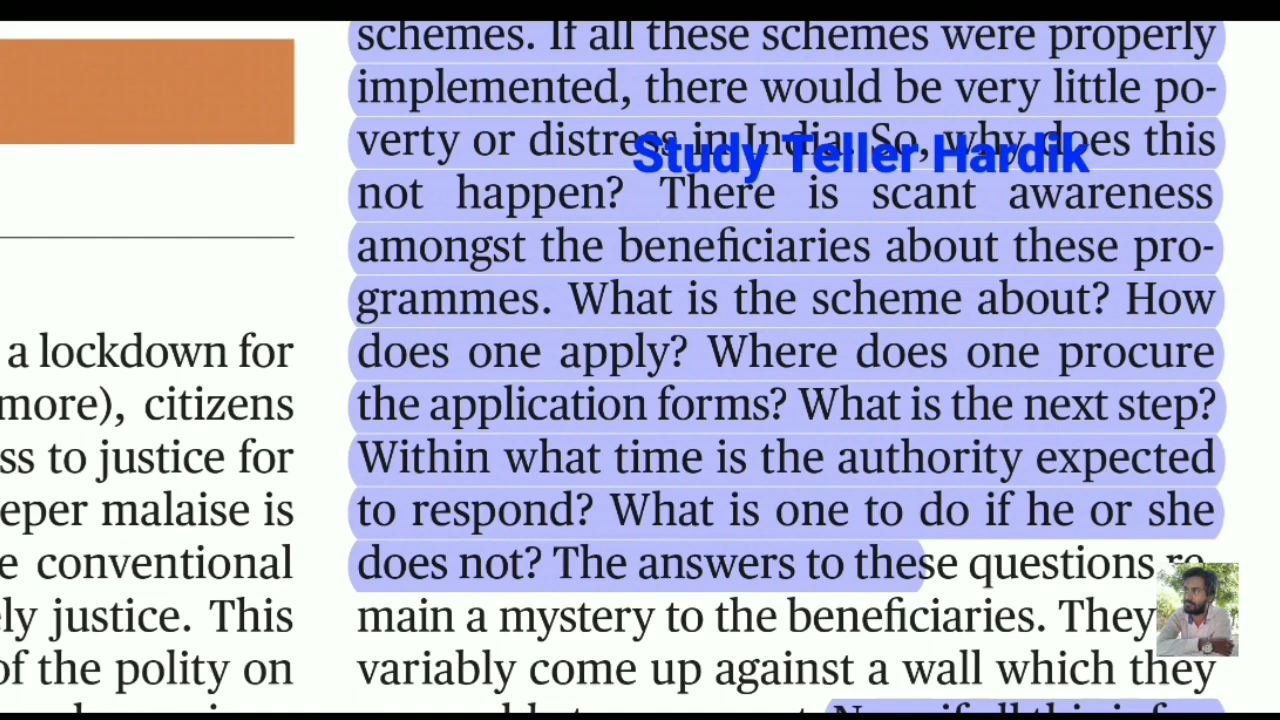 a lockdown for
more), citizens
ss to justice for
eper malaise is
e conventional
ly justice. This
of the polity on
schemes. If all these schemes were properly
implemented, there would be very little po-
verty or distress in India. So, why does this
Study Teller Hardik
not happen? There is scant awareness
amongst the beneficiaries about these pro-
grammes. What is the scheme about? How
does one apply? Where does one procure
the application forms? What is the next step?
Within what time is the authority expected
to respond? What is one to do if he or she
does not? The answers to these questions re-
main a mystery to the beneficiaries. They
variably come up against a wall which they